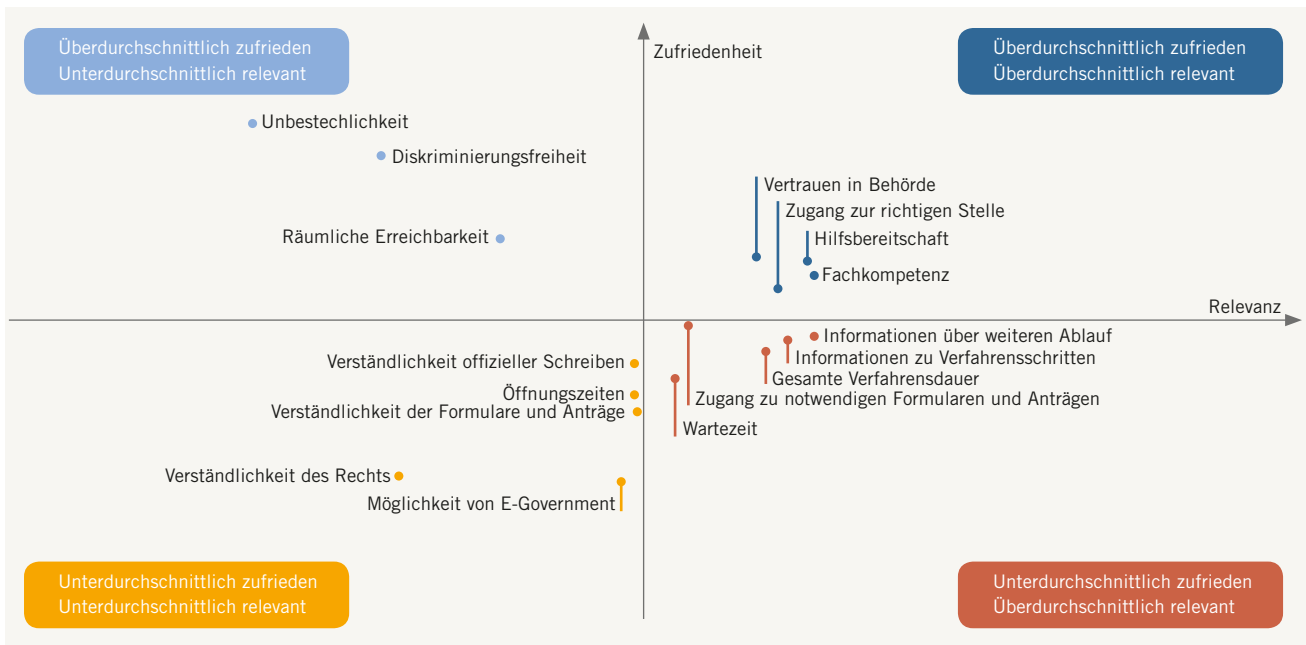 Überdurchschnittlich zufrieden
Unterdurchschnittlich relevant
Zufriedenheit
Überdurchschnittlich zufrieden
Überdurchschnittlich relevant
Unbestechlichkeit
Diskriminierungsfreiheit
Räumliche Erreichbarkeit
Vertrauen in Behörde
Zugang zur richtigen Stelle
Hilfsbereitschaft
Fachkompetenz
Relevanz
Verständlichkeit offizieller Schreiben
Öffnungszeiten
Verständlichkeit der Formulare und Anträge
Verständlichkeit des Rechts
Möglichkeit von E-Government
Informationen über weiteren Ablauf
Informationen zu Verfahrensschritten
Gesamte Verfahrensdauer
Zugang zu notwendigen Formularen und Anträgen
Wartezeit
Unterdurchschnittlich zufrieden
Unterdurchschnittlich relevant
Unterdurchschnittlich zufrieden
Überdurchschnittlich relevant